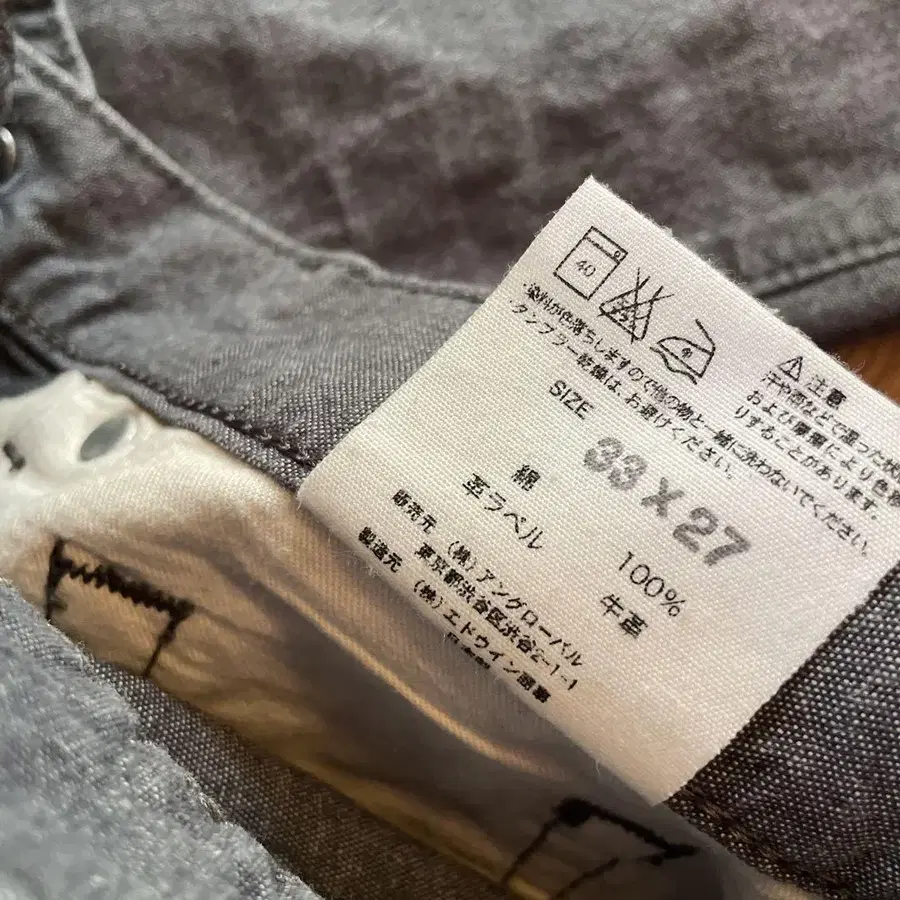 40
⚠ 注意
汗や雨などで湿った状
および摩擦により色移
りすることがあります。
・染料が色落ちしますので他の物と一緒に洗わないでください。
・タンブラー乾燥は、お避けください。
SIZE 33 X 27
綿 100%
革ラベル 牛革
販売元 (株)アングローバル
東京都渋谷区渋谷2-1-1
製造元 (株)エドウイン商事